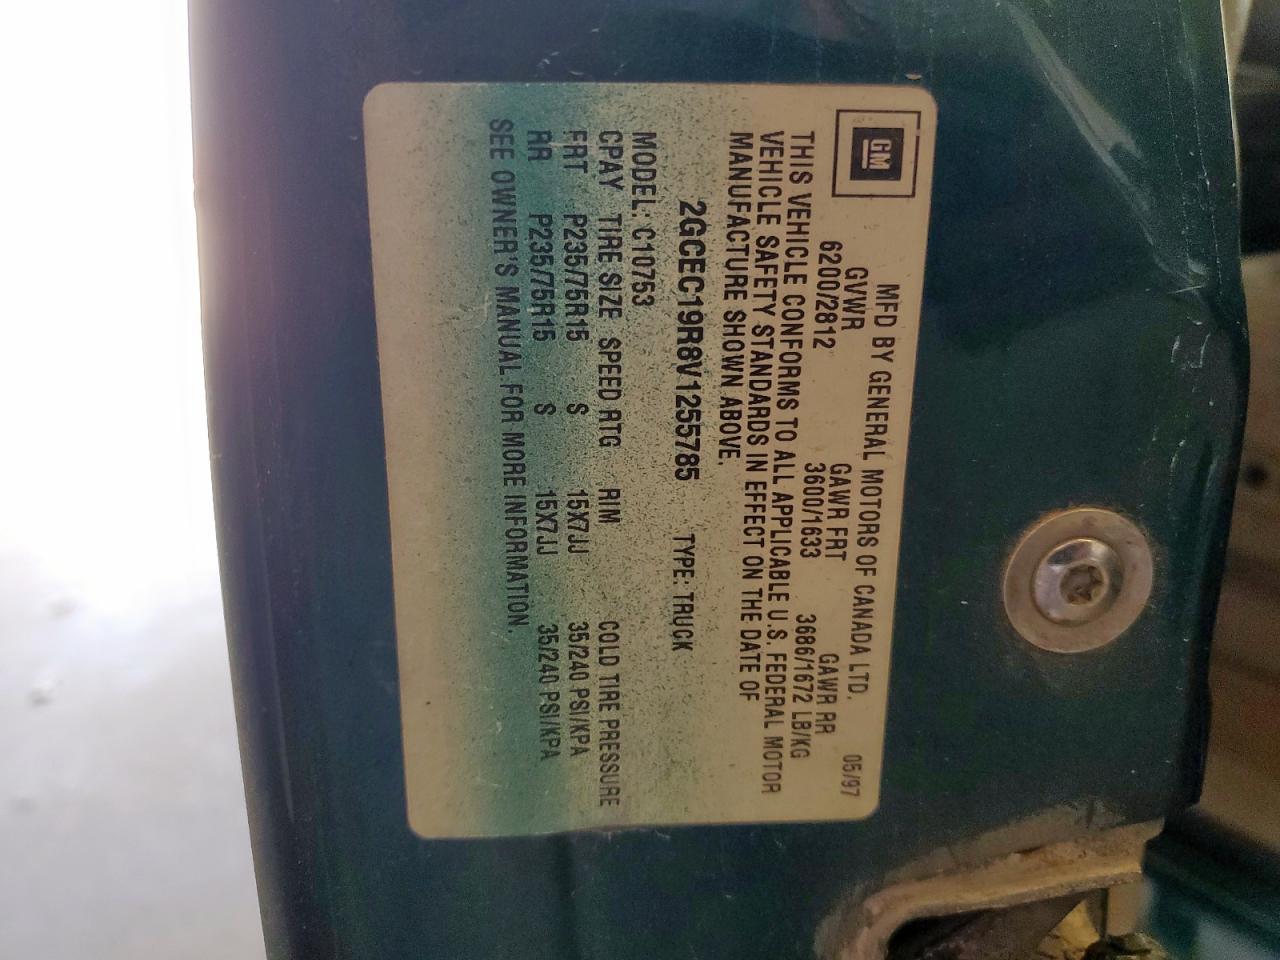 GM
MFD BY GENERAL MOTORS OF CANADA LTD.
05/97
GVWR GAWR FRT GAWR RR
6200/2812 3600/1633 3686/1672 LB/KG
THIS VEHICLE CONFORMS TO ALL APPLICABLE U.S. FEDERAL MOTOR
VEHICLE SAFETY STANDARDS IN EFFECT ON THE DATE OF
MANUFACTURE SHOWN ABOVE.
2GCEC19R8V1255785 TYPE: TRUCK
MODEL: C10753
CPAY TIRE SIZE SPEED RTG RIM COLD TIRE PRESSURE
FRT P235/75R15 S 15X7JJ 35/240 PSI/KPA
RR P235/75R15 S 15X7JJ 35/240 PSI/KPA
SEE OWNER'S MANUAL FOR MORE INFORMATION.